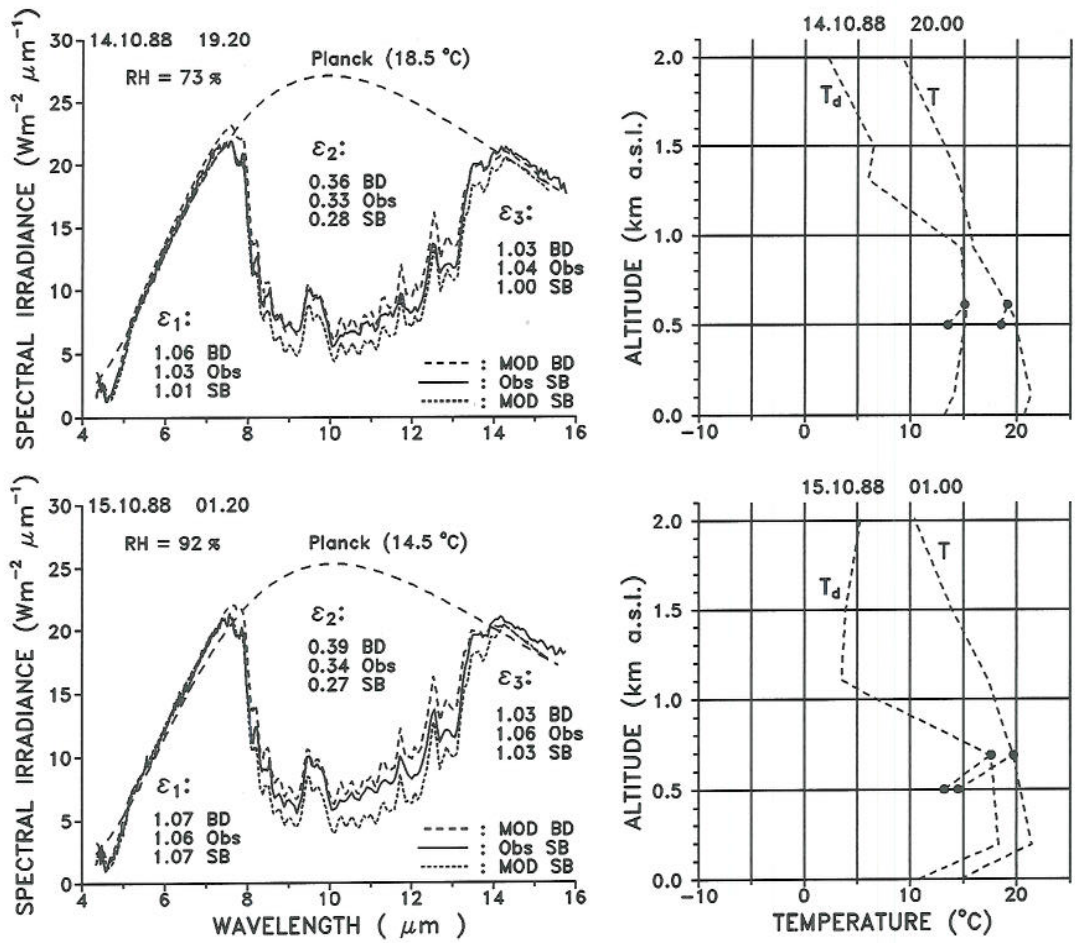 14.10.88 19.20
RH = 73 %
Planck (18.5 °C)
ε2:
0.36 BD
0.33 Obs
0.28 SB
ε3:
1.03 BD
1.04 Obs
1.00 SB
ε1:
1.06 BD
1.03 Obs
1.01 SB
: MOD BD
: Obs SB
: MOD SB
SPECTRAL IRRADIANCE (Wm−2 μm−1)
30
25
20
15
10
5
0
4 6 8 10 12 14 16
14.10.88 20.00
Td
T
ALTITUDE (km a.s.l.)
2.0
1.5
1.0
0.5
0.0
−10 0 10 20
15.10.88 01.20
RH = 92 %
Planck (14.5 °C)
ε2:
0.39 BD
0.34 Obs
0.27 SB
ε3:
1.03 BD
1.06 Obs
1.03 SB
ε1:
1.07 BD
1.06 Obs
1.07 SB
: MOD BD
: Obs SB
: MOD SB
SPECTRAL IRRADIANCE (Wm−2 μm−1)
30
25
20
15
10
5
0
4 6 8 10 12 14 16
WAVELENGTH ( μm)
15.10.88 01.00
Td
T
ALTITUDE (km a.s.l.)
2.0
1.5
1.0
0.5
0.0
−10 0 10 20
TEMPERATURE (°C)